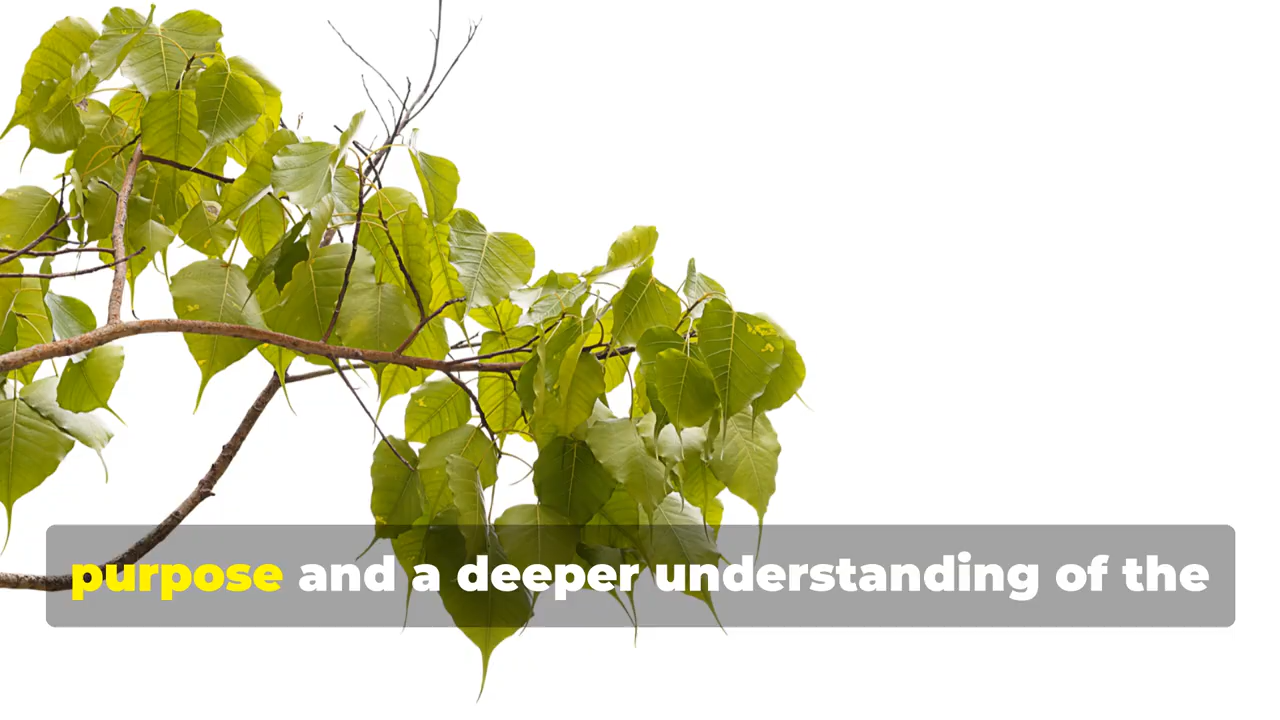 purpose and a deeper understanding of the